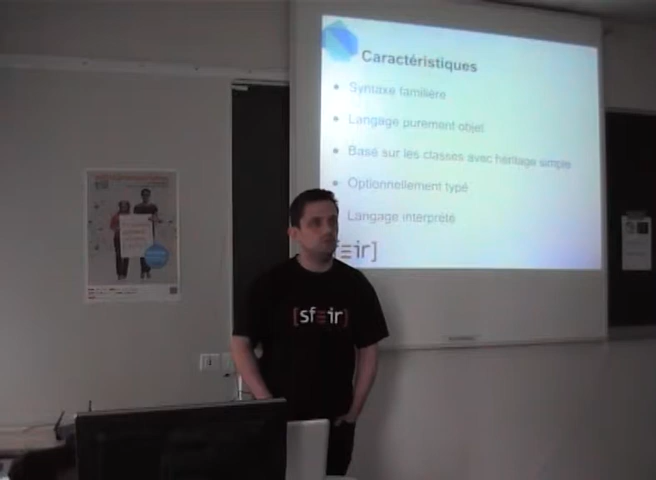 Caractéristiques
Syntaxe familière
Langage purement objet
Basé sur les classes avec héritage simple
Optionnellement typé
Langage interprété
sfeir]
[sfeir]